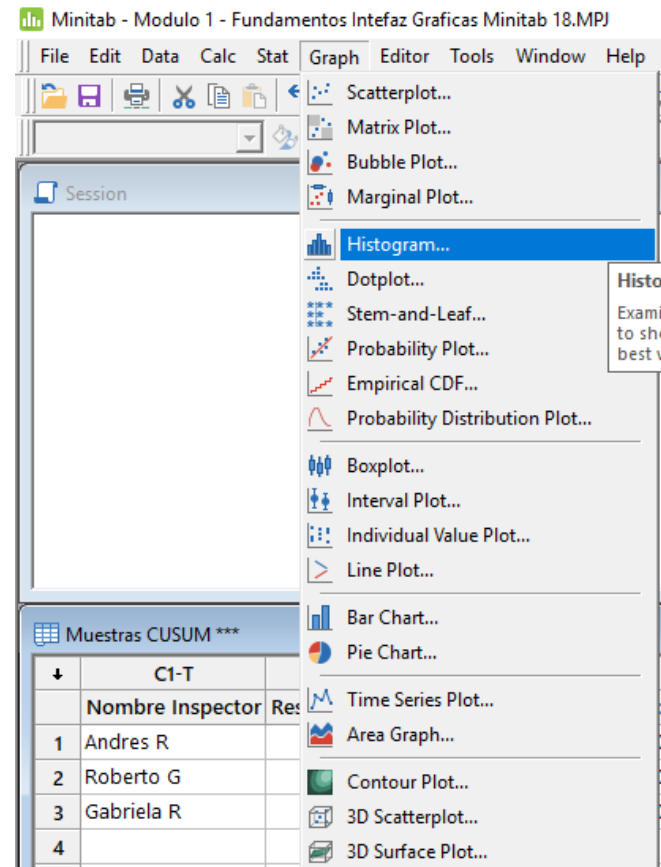 Minitab - Modulo 1 - Fundamentos Intefaz Graficas Minitab 18.MPJ
File Edit Data Calc Stat Graph Editor Tools Window Help
Scatterplot...
Matrix Plot...
Bubble Plot...
Session
Marginal Plot...
Histogram...
Dotplot...
Histo
Stem-and-Leaf...
Exami
to sh
Probability Plot...
best
Empirical CDF...
Probability Distribution Plot...
Boxplot...
Interval Plot...
Individual Value Plot...
Line Plot...
Bar Chart...
Muestras CUSUM ***
Pie Chart...
C1-T
Nombre Inspector Res
Time Series Plot...
1 Andres R
Area Graph...
2 Roberto G
Contour Plot...
3 Gabriela R
3D Scatterplot...
4
3D Surface Plot...